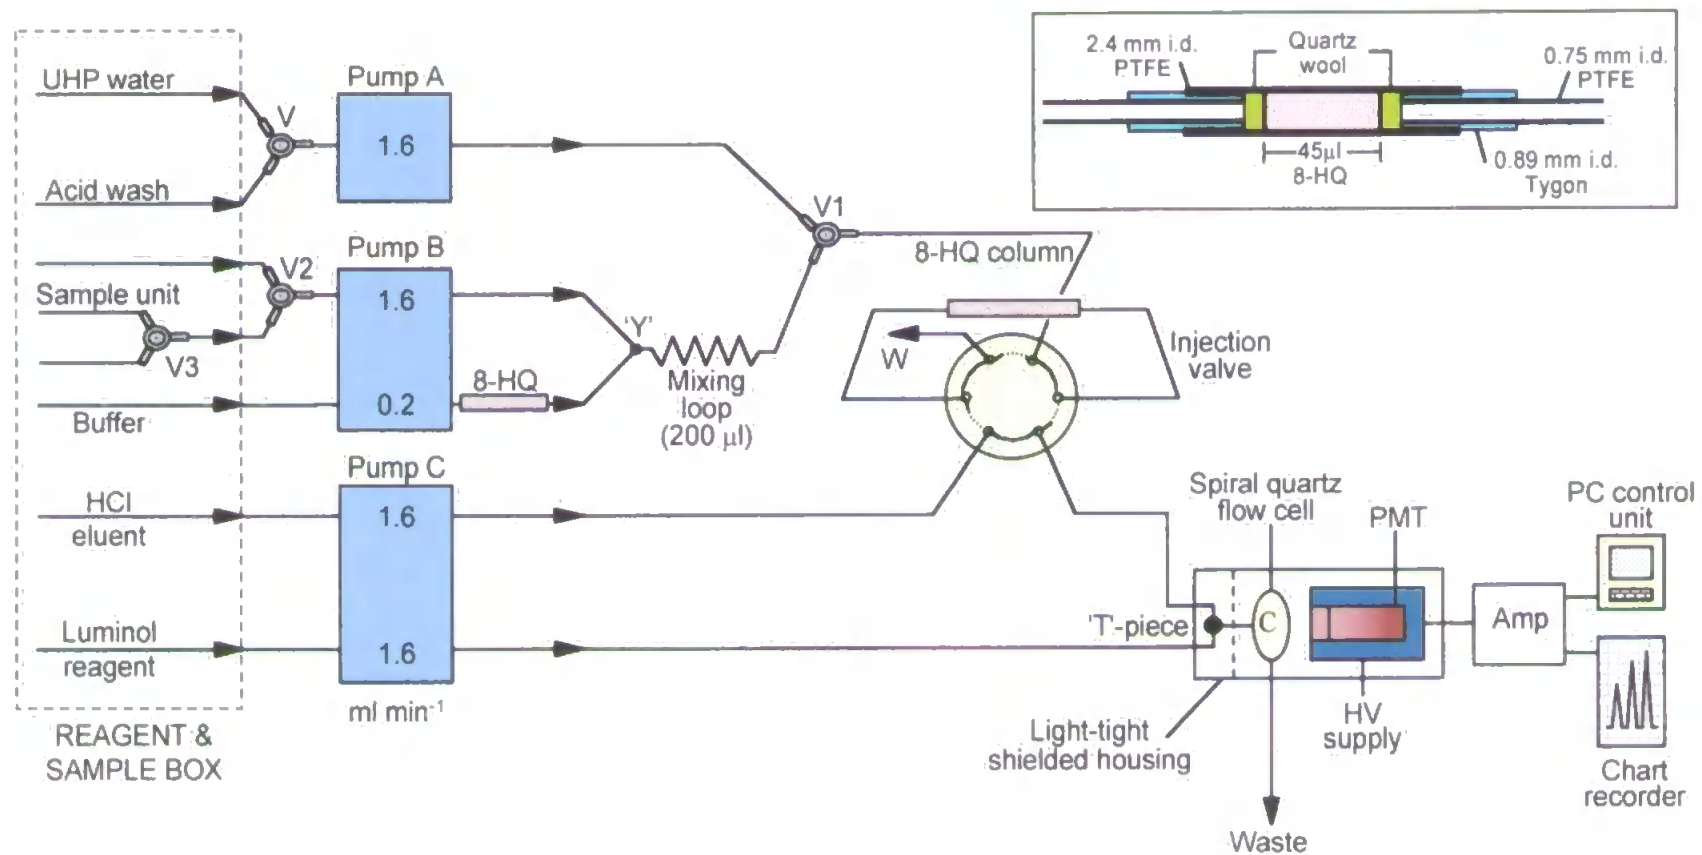 UHP water
Acid wash
V
Pump A
1.6
Sample unit
V2
V3
Buffer
Pump B
1.6
0.2
8-HQ
'Y'
Mixing
loop
(200 µl)
V1
8-HQ column
W
Injection
valve
HCl
eluent
Luminol
reagent
Pump C
1.6
1.6
ml min⁻¹
REAGENT &
SAMPLE BOX
2.4 mm i.d.
PTFE
Quartz
wool
0.75 mm i.d.
PTFE
45µl
8-HQ
0.89 mm i.d.
Tygon
Spiral quartz
flow cell
PMT
'T'-piece
C
Light-tight
shielded housing
HV
supply
Waste
Amp
PC control
unit
Chart
recorder